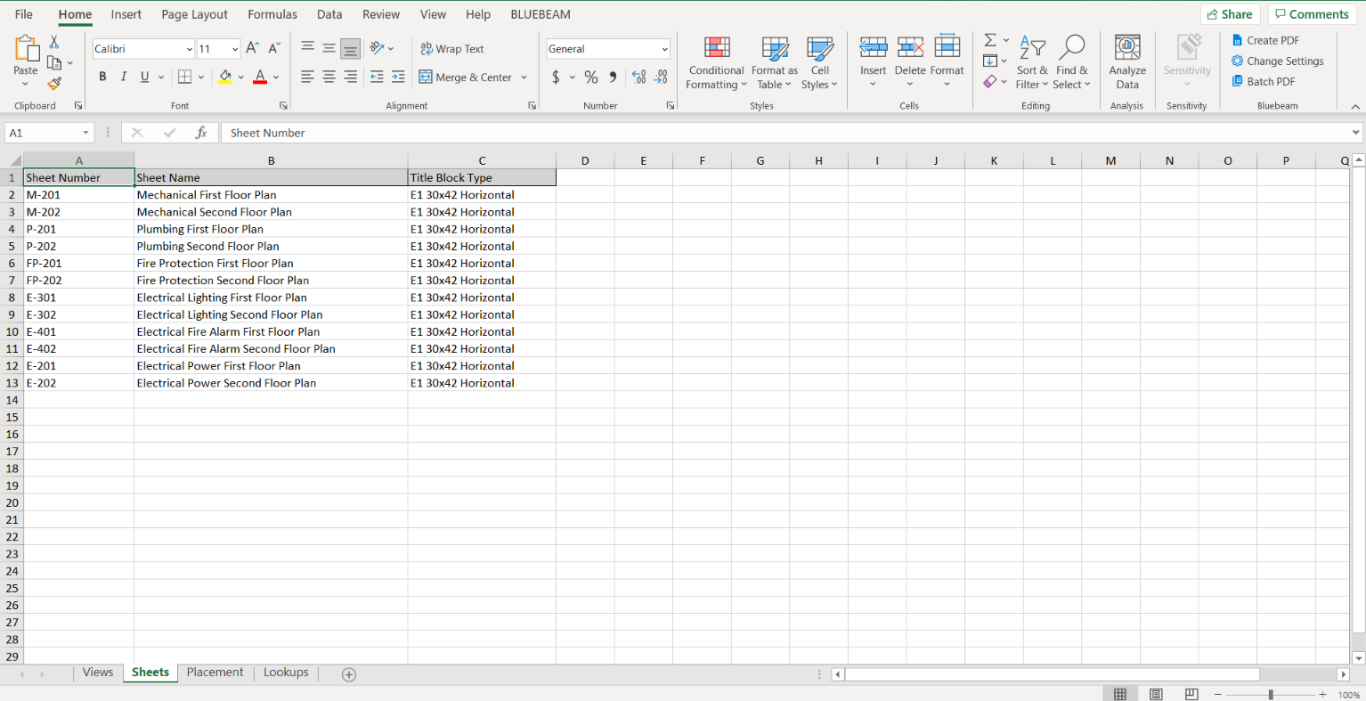 File Home Insert Page Layout Formulas Data Review View Help BLUEBEAM Share Comments
Paste
Calibri 11
B I U
ab Wrap Text
Merge & Center
General
$ % 9
Conditional Formatting
Format as Table
Cell Styles
Insert Delete Format
Sort & Filter
Find & Select
Analyze Data
Sensitivity
Create PDF
Change Settings
Batch PDF
Clipboard Font Alignment Number Styles Cells Editing Analysis Sensitivity Bluebeam
A1 fx Sheet Number
A B C D E F G H I J K L M N O P Q
1 Sheet Number Sheet Name Title Block Type
2 M-201 Mechanical First Floor Plan E1 30x42 Horizontal
3 M-202 Mechanical Second Floor Plan E1 30x42 Horizontal
4 P-201 Plumbing First Floor Plan E1 30x42 Horizontal
5 P-202 Plumbing Second Floor Plan E1 30x42 Horizontal
6 FP-201 Fire Protection First Floor Plan E1 30x42 Horizontal
7 FP-202 Fire Protection Second Floor Plan E1 30x42 Horizontal
8 E-301 Electrical Lighting First Floor Plan E1 30x42 Horizontal
9 E-302 Electrical Lighting Second Floor Plan E1 30x42 Horizontal
10 E-401 Electrical Fire Alarm First Floor Plan E1 30x42 Horizontal
11 E-402 Electrical Fire Alarm Second Floor Plan E1 30x42 Horizontal
12 E-201 Electrical Power First Floor Plan E1 30x42 Horizontal
13 E-202 Electrical Power Second Floor Plan E1 30x42 Horizontal
14
15
16
17
18
19
20
21
22
23
24
25
26
27
28
29
Views Sheets Placement Lookups
100%